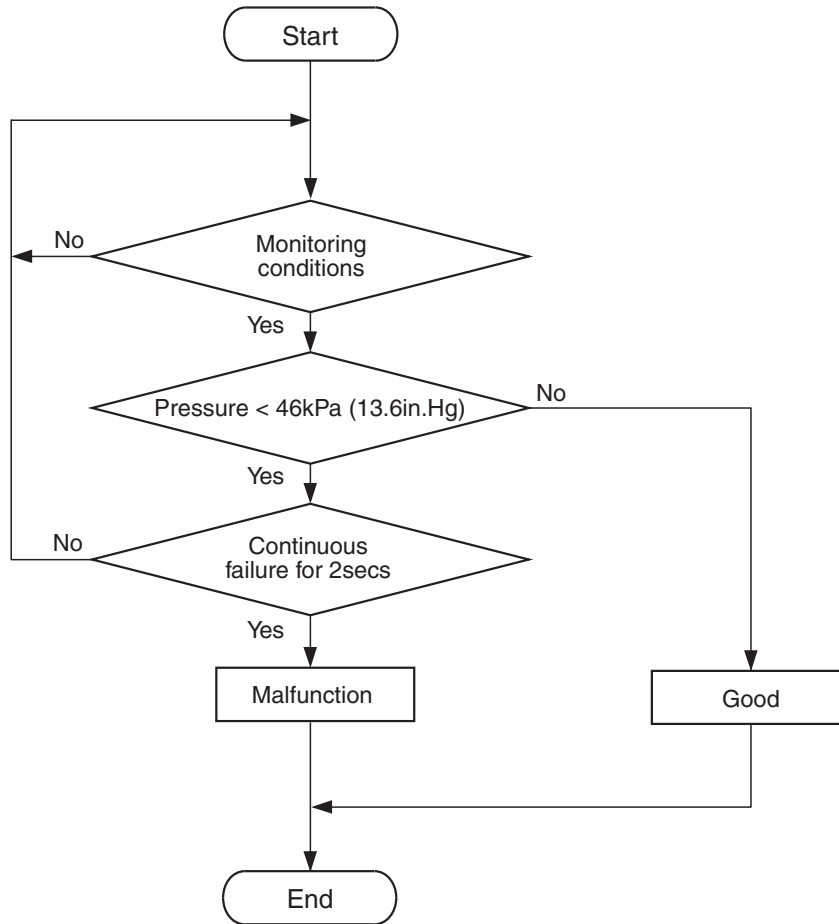 Start
No
Monitoring
conditions
Yes
Pressure < 46kPa (13.6in.Hg)
No
Yes
No
Continuous
failure for 2secs
Yes
Malfunction
Good
End